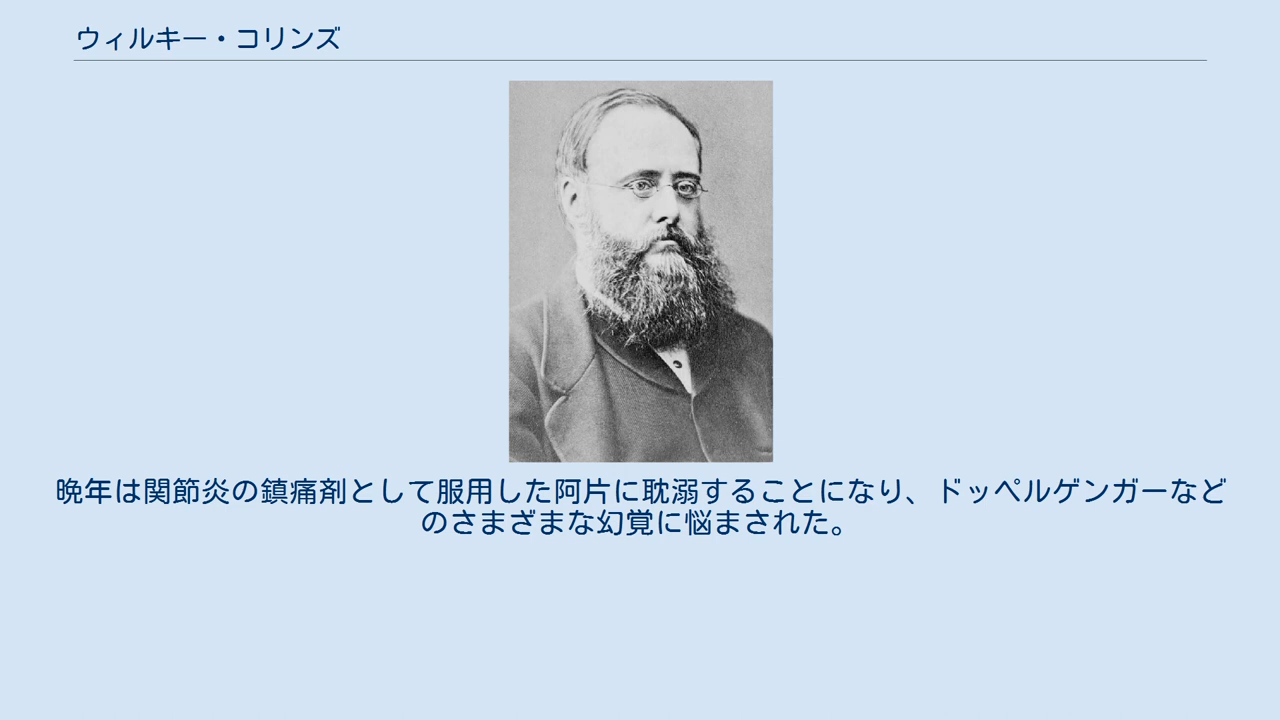 ウィルキー・コリンズ
晩年は関節炎の鎮痛剤として服用した阿片に耽溺することになり、ドッペルゲンガーなど
のさまざまな幻覚に悩まされた。